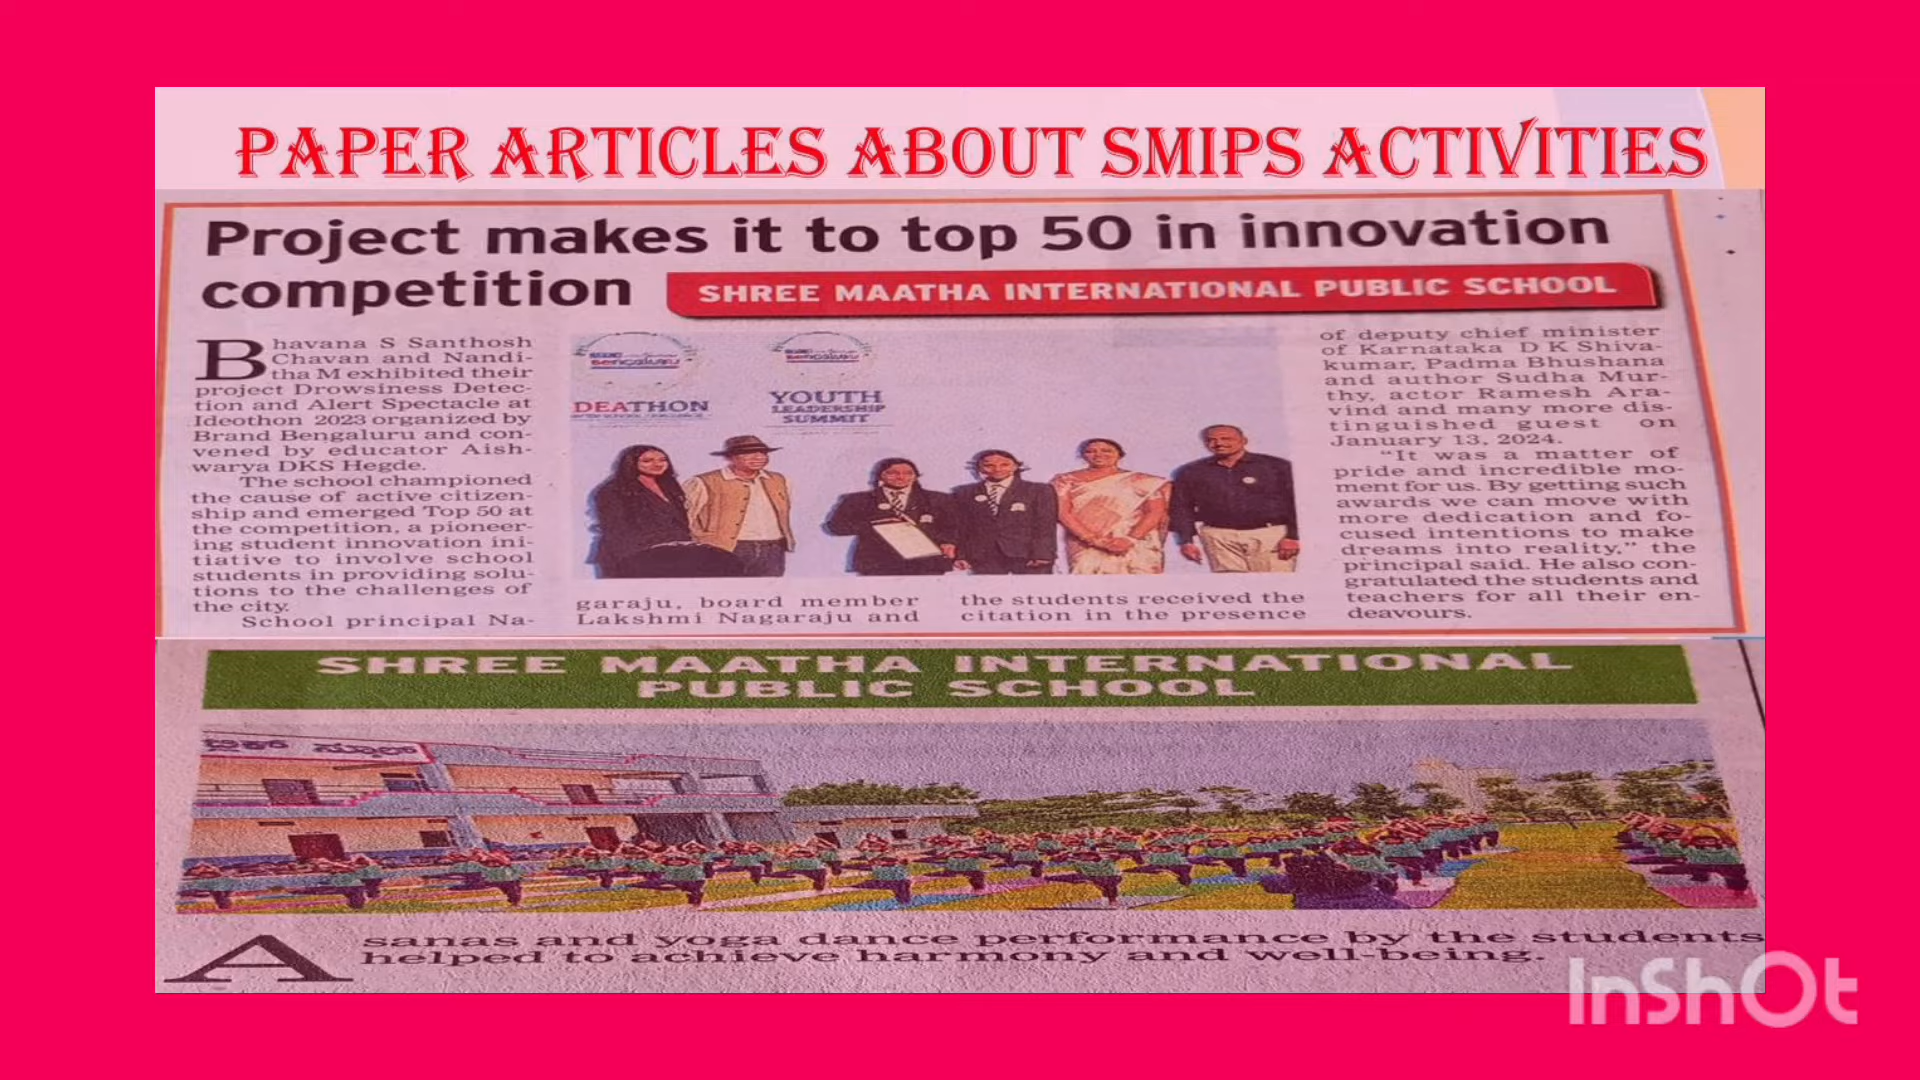 PAPER ARTICLES ABOUT SMIPS ACTIVITIES
Project makes it to top 50 in innovation
competition
SHREE MAATHA INTERNATIONAL PUBLIC SCHOOL
Bhavana S Santhosh
Chavan and Nandi-
tha M exhibited their
project Drowsiness Detec-
tion and Alert Spectacle at
Ideothon 2023 organized by
Brand Bengaluru and con-
vened by educator Aish-
warya DKS Hegde.
The school championed
the cause of active citizen-
ship and emerged Top 50 at
the competition, a pioneer-
ing student innovation ini-
tiative to involve school
students in providing solu-
tions to the challenges of
the city.
School principal Na-
DEATHON
YOUTH
LEADERSHIP
SUMMIT
garaju, board member
Lakshmi Nagaraju and
the students received the
citation in the presence
of deputy chief minister
of Karnataka D K Shiva-
kumar, Padma Bhushana
and author Sudha Mur-
thy, actor Ramesh Ara-
vind and many more dis-
tinguished guest on
January 13, 2024.
"It was a matter of
pride and incredible mo-
ment for us. By getting such
awards we can move with
more dedication and fo-
cused intentions to make
dreams into reality," the
principal said. He also con-
gratulated the students and
teachers for all their en-
deavours.
SHREE MAATHA INTERNATIONAL
PUBLIC SCHOOL
Asanas and yoga dance performance by the students
helped to achieve harmony and well-being.
InShOt